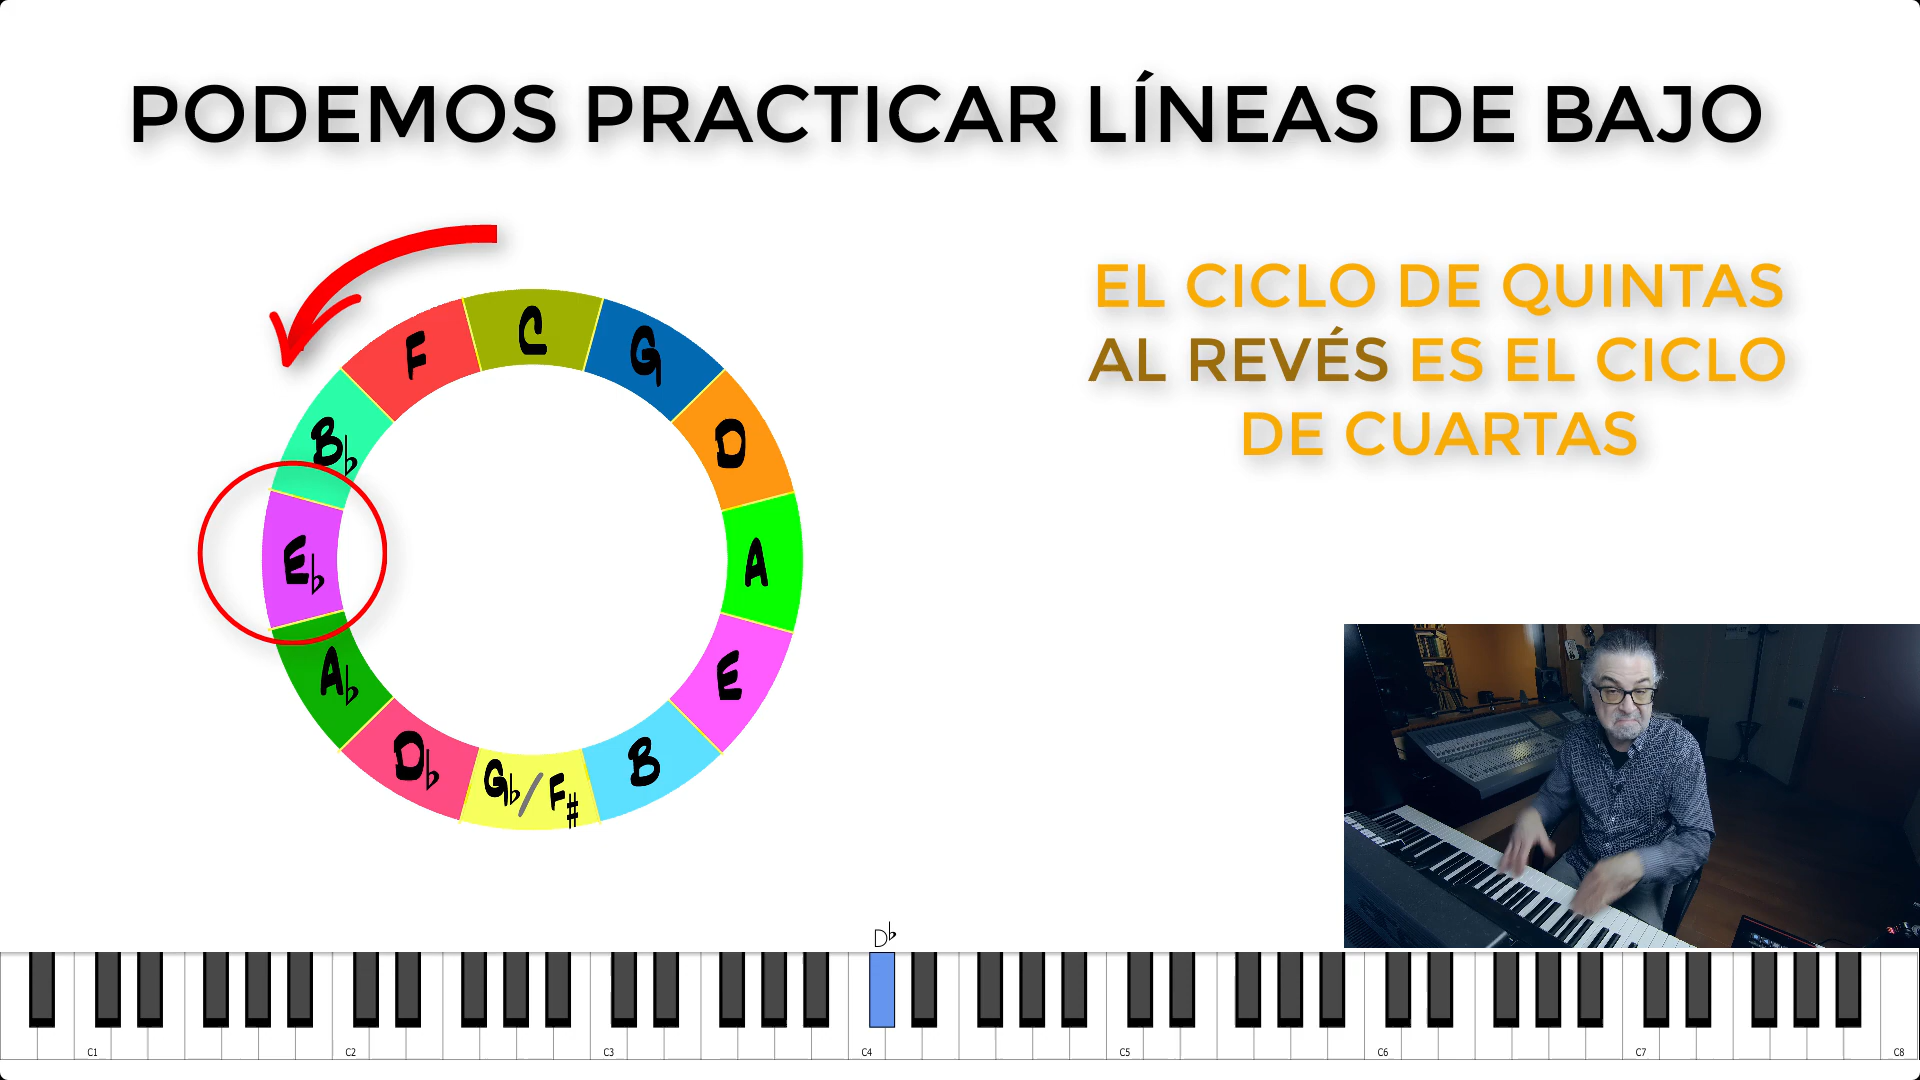 PODEMOS PRACTICAR LÍNEAS DE BAJO
EL CICLO DE QUINTAS
AL REVÉS ES EL CICLO
DE CUARTAS
C
G
D
A
E
B
G♭/F♯
D♭
A♭
E♭
B♭
F
D♭
C1
C2
C3
C4
C5
C6
C7
C8